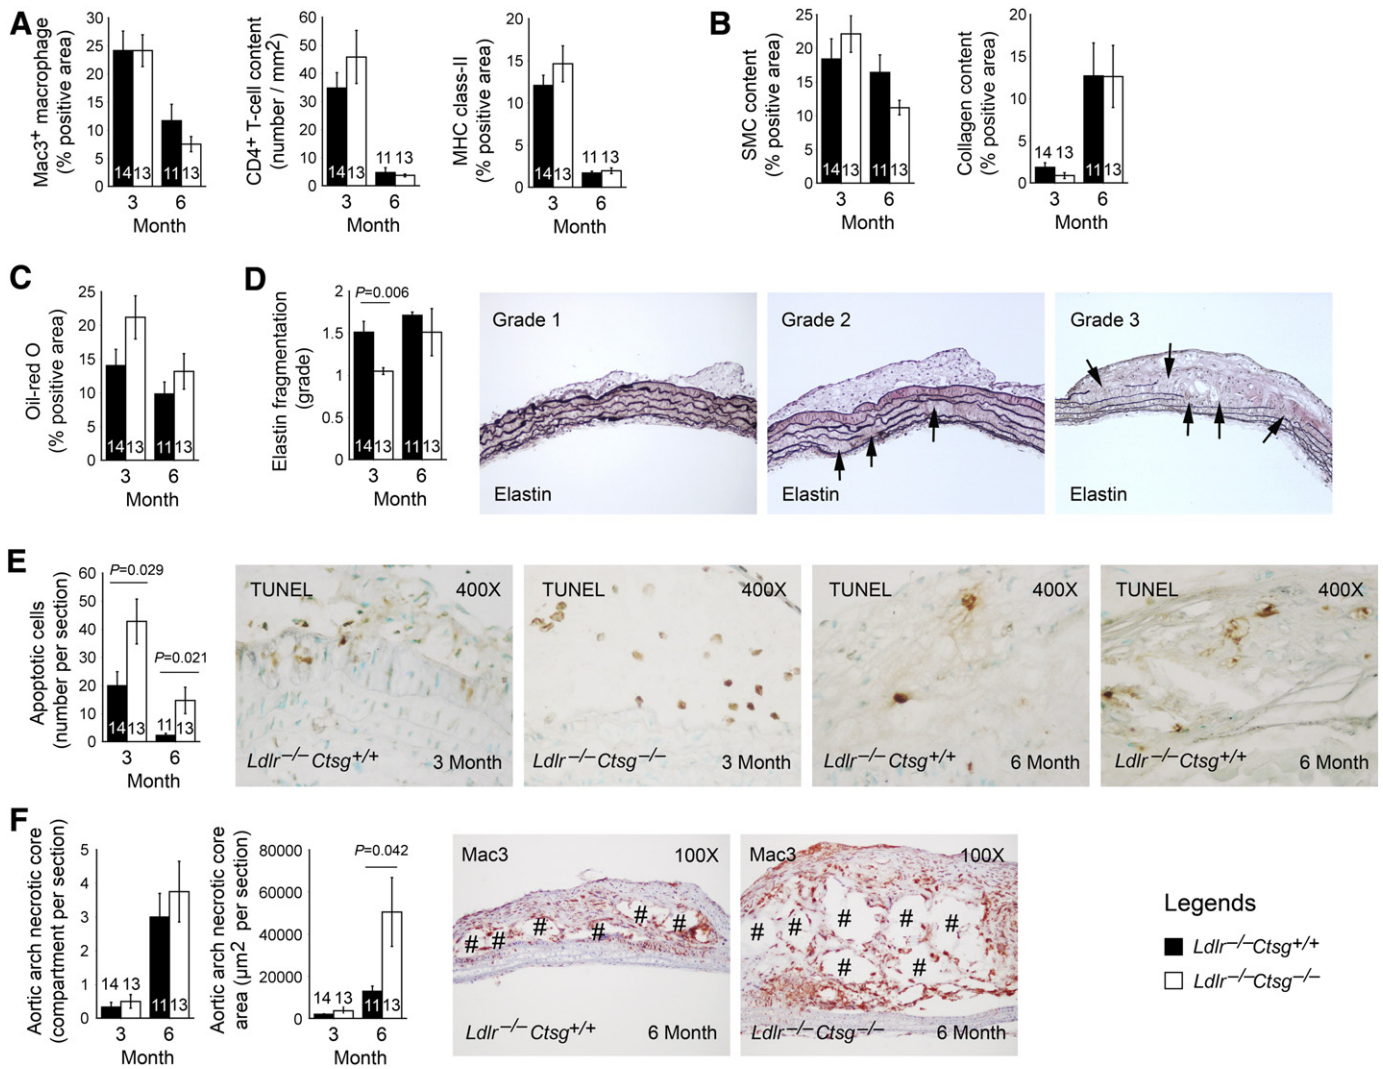 A
Mac3+ macrophage
(% positive area)
30
25
20
15
10
5
0
14
13
11
13
3
6
Month
CD4+ T-cell content
(number / mm2)
60
50
40
30
20
10
0
14
13
11 13
3
6
Month
MHC class-II
(% positive area)
20
15
10
5
0
14
13
11 13
3
6
Month
B
SMC content
(% positive area)
25
20
15
10
5
0
14
13
11
13
3
6
Month
Collagen content
(% positive area)
20
15
10
5
0
14 13
11
13
3
6
Month
C
Oil-red O
(% positive area)
25
20
15
10
5
0
14
13
11
13
3
6
Month
D
Elastin fragmentation
(grade)
2
1.5
1
0.5
0
P=0.006
14
13
11
13
3
6
Month
Grade 1
Elastin
Grade 2
Elastin
Grade 3
Elastin
E
Apoptotic cells
(number per section)
60
50
40
30
20
10
0
P=0.029
P=0.021
14
13
11
13
3
6
Month
TUNEL 400X
Ldlr–/–Ctsg+/+ 3 Month
TUNEL 400X
Ldlr–/–Ctsg–/– 3 Month
TUNEL 400X
Ldlr–/–Ctsg+/+ 6 Month
TUNEL 400X
Ldlr–/–Ctsg+/+ 6 Month
F
Aortic arch necrotic core
(compartment per section)
5
4
3
2
1
0
14 13
11
13
3
6
Month
Aortic arch necrotic core
area (µm2 per section)
80000
60000
40000
20000
0
P=0.042
14 13
11
13
3
6
Month
Mac3 100X
# # # # # #
Ldlr–/–Ctsg+/+ 6 Month
Mac3 100X
# # # # #
# #
Ldlr–/–Ctsg–/– 6 Month
Legends
Ldlr–/–Ctsg+/+
Ldlr–/–Ctsg–/–